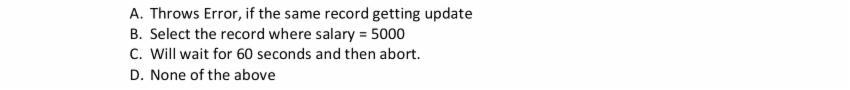 A. Throws Error, if the same record getting update
B. Select the record where salary = 5000
C. Will wait for 60 seconds and then abort.
D. None of the above